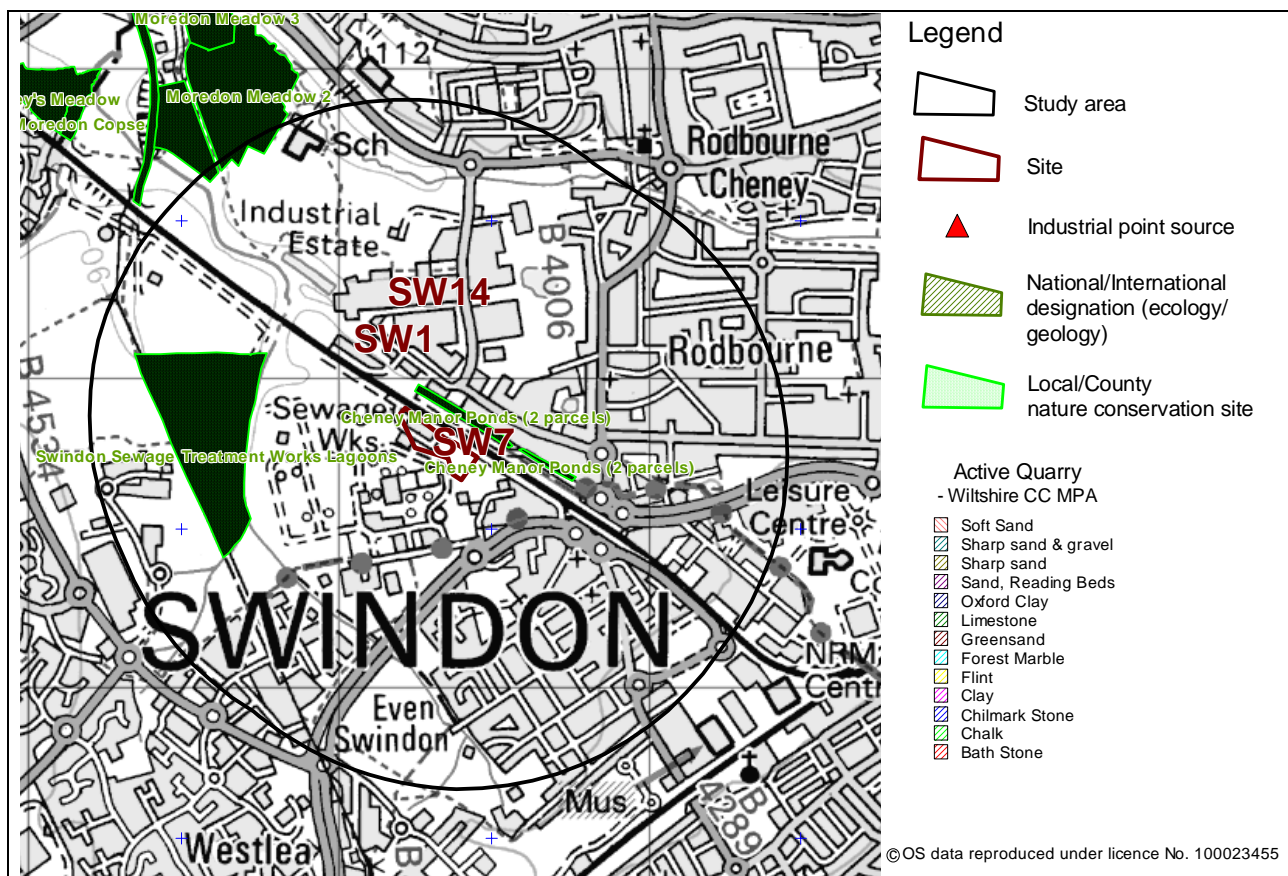 Moredon Meadow 3
112
Moredon Meadow 2
ey's Meadow
Moredon Copse
Sch
Rodbourne
Cheney
Industrial
Estate
B 4006
SW14
SW1
Rodbourne
B 4534
Sewage
Wks
Cheney Manor Ponds (2 parcels)
SW7
Swindon Sewage Treatment Works Lagoons
Cheney Manor Ponds (2 parcels)
Leisure
Centre
SWINDON
NRM
Centr
Even
Swindon
Mus
B 4289
Westlea
B
Legend
Study area
Site
Industrial point source
National/International
designation (ecology/
geology)
Local/County
nature conservation site
Active Quarry
- Wiltshire CC MPA
Soft Sand
Sharp sand & gravel
Sharp sand
Sand, Reading Beds
Oxford Clay
Limestone
Greensand
Forest Marble
Flint
Clay
Chilmark Stone
Chalk
Bath Stone
© OS data reproduced under licence No. 100023455